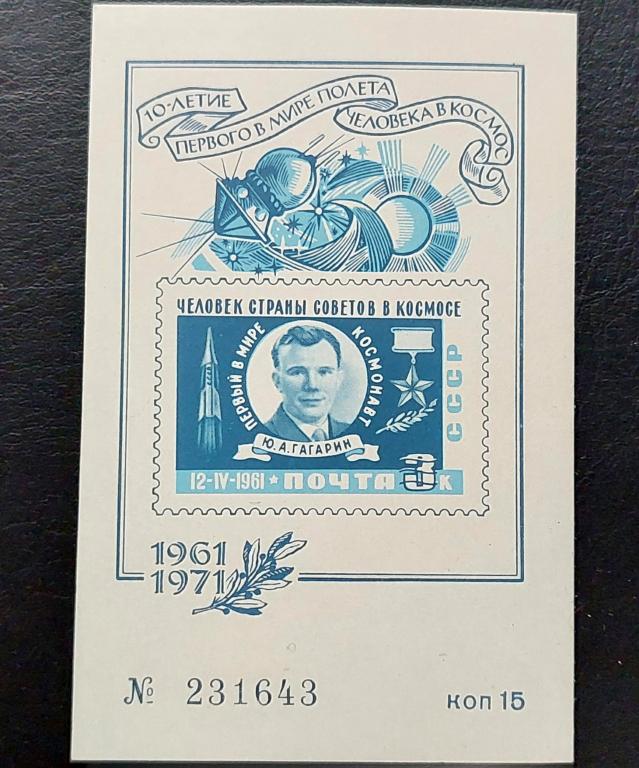 10-ЛЕТИЕ
ПЕРВОГО В МИРЕ ПОЛЕТА
ЧЕЛОВЕКА В КОСМОС
ЧЕЛОВЕК СТРАНЫ СОВЕТОВ В КОСМОСЕ
ПЕРВЫЙ В МИРЕ
КОСМОНАВТ
Ю.А.ГАГАРИН
СССР
12-IV-1961 ★ ПОЧТА 3 К
1961
1971
№ 231643
КОП 15